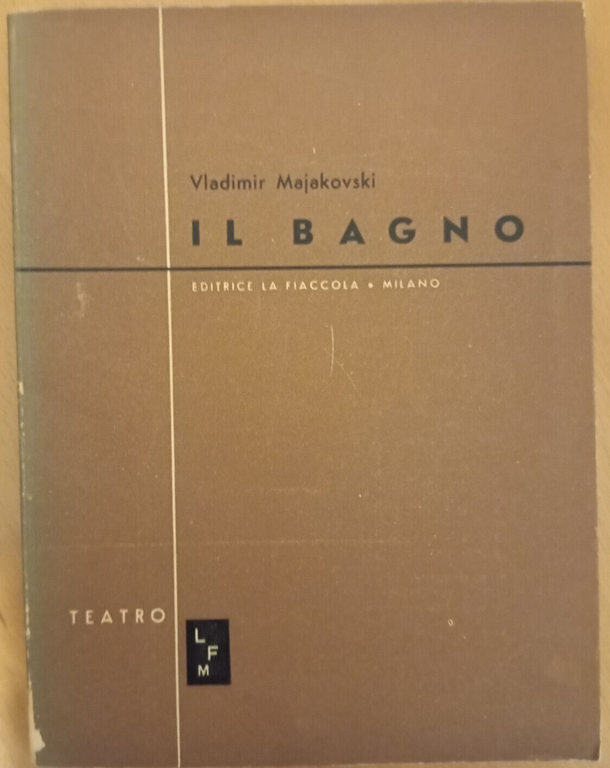 Vladimir Majakovski
IL BAGNO
EDITRICE LA FIACCOLA • MILANO
TEATRO
L
F
M